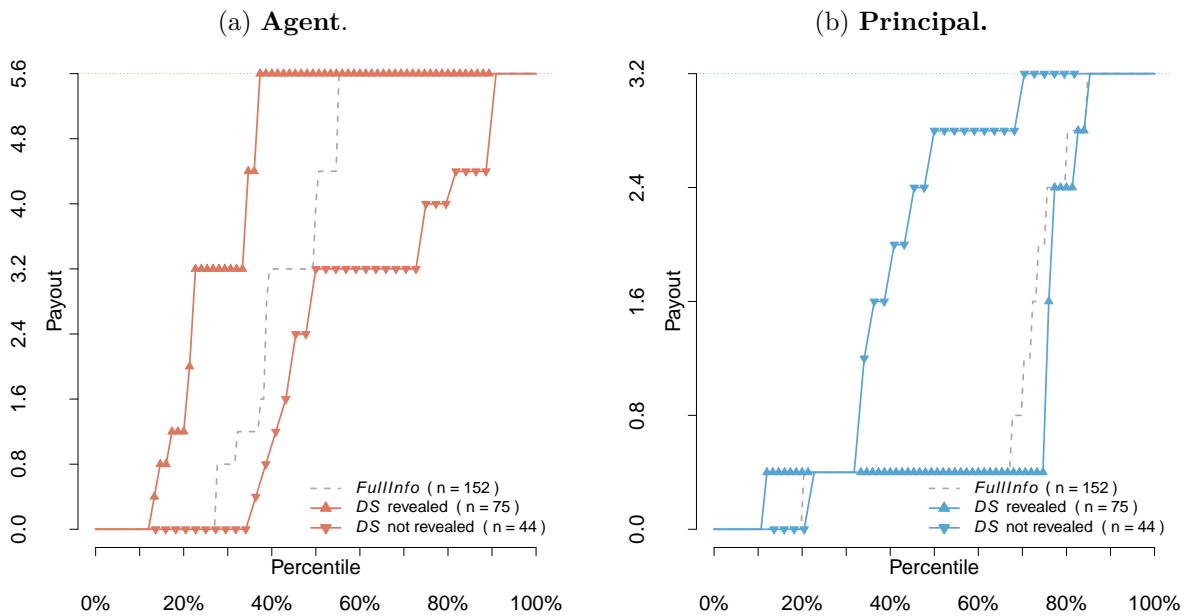 (a) Agent.
Payout
5.6
4.8
4.0
3.2
2.4
1.6
0.8
0.0
FullInfo ( n = 152)
DS revealed ( n = 75)
DS not revealed ( n = 44)
Percentile
0% 20% 40% 60% 80% 100%
(b) Principal.
Payout
3.2
2.4
1.6
0.8
0.0
FullInfo ( n = 152)
DS revealed ( n = 75)
DS not revealed ( n = 44)
Percentile
0% 20% 40% 60% 80% 100%